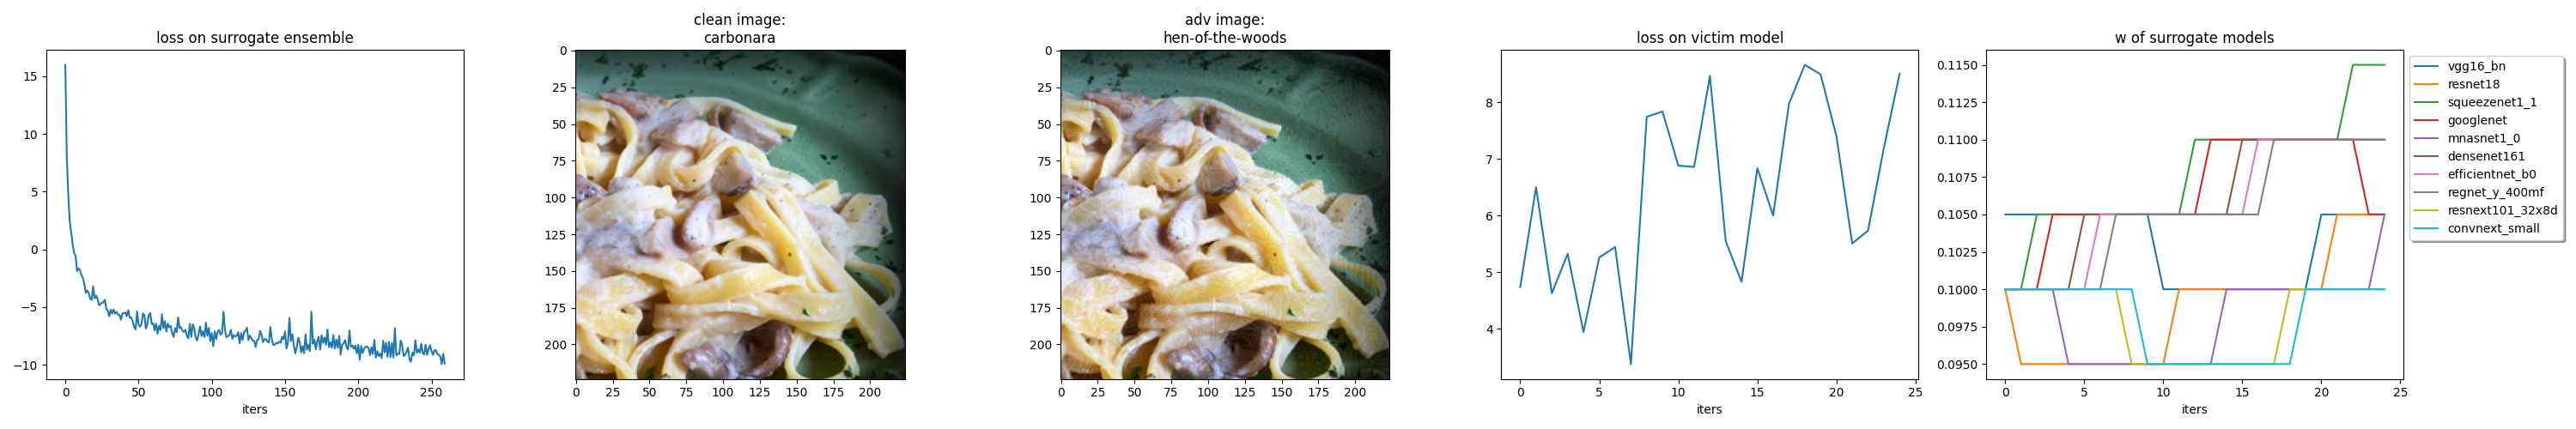 loss on surrogate ensemble
15
10
5
0
−5
−10
0 50 100 150 200 250
iters
clean image:
carbonara
0
25
50
75
100
125
150
175
200
0 25 50 75 100 125 150 175 200
adv image:
hen-of-the-woods
0
25
50
75
100
125
150
175
200
0 25 50 75 100 125 150 175 200
loss on victim model
8
7
6
5
4
0 5 10 15 20 25
iters
w of surrogate models
0.1150
0.1125
0.1100
0.1075
0.1050
0.1025
0.1000
0.0975
0.0950
0 5 10 15 20 25
iters
vgg16_bn
resnet18
squeezenet1_1
googlenet
mnasnet1_0
densenet161
efficientnet_b0
regnet_y_400mf
resnext101_32x8d
convnext_small